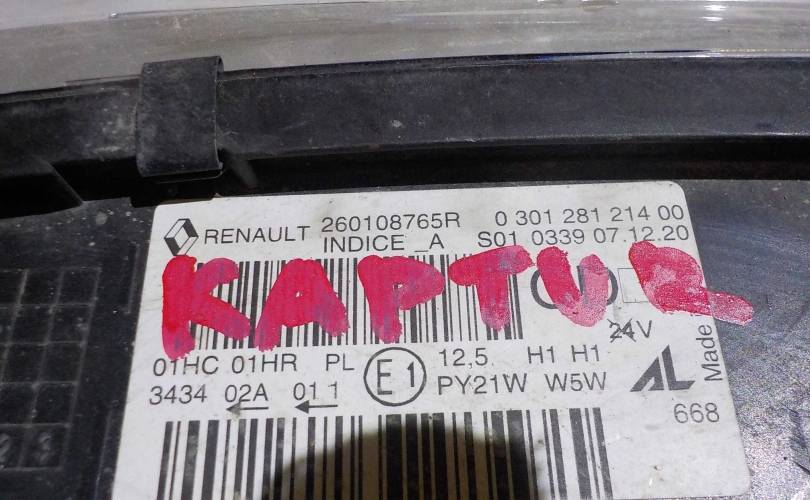 RENAULT 260108765R 0 301 281 214 00
INDICE _A S01 0339 07.12.20
KAPTUR
24V
01HC 01HR PL E1 12,5 H1 H1
3434 02A 01 1 PY21W W5W AL
668
Made